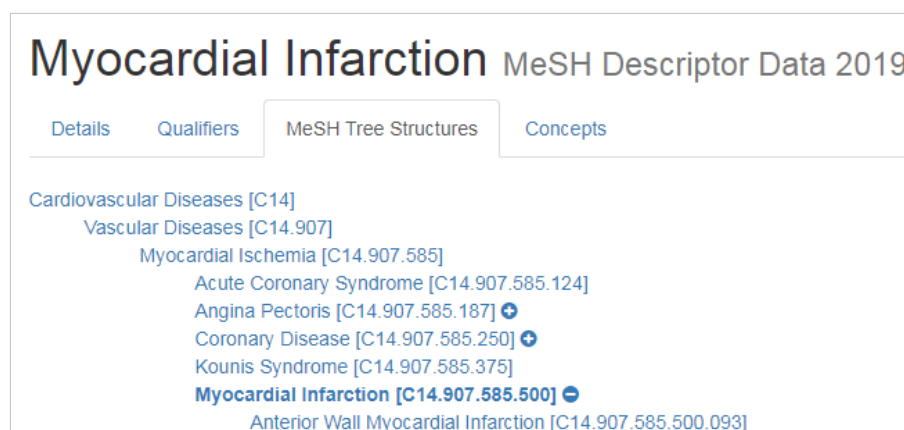 Myocardial Infarction MeSH Descriptor Data 2019
Details Qualifiers MeSH Tree Structures Concepts
Cardiovascular Diseases [C14]
Vascular Diseases [C14.907]
Myocardial Ischemia [C14.907.585]
Acute Coronary Syndrome [C14.907.585.124]
Angina Pectoris [C14.907.585.187]
Coronary Disease [C14.907.585.250]
Kounis Syndrome [C14.907.585.375]
Myocardial Infarction [C14.907.585.500]
Anterior Wall Myocardial Infarction [C14.907.585.500.093]